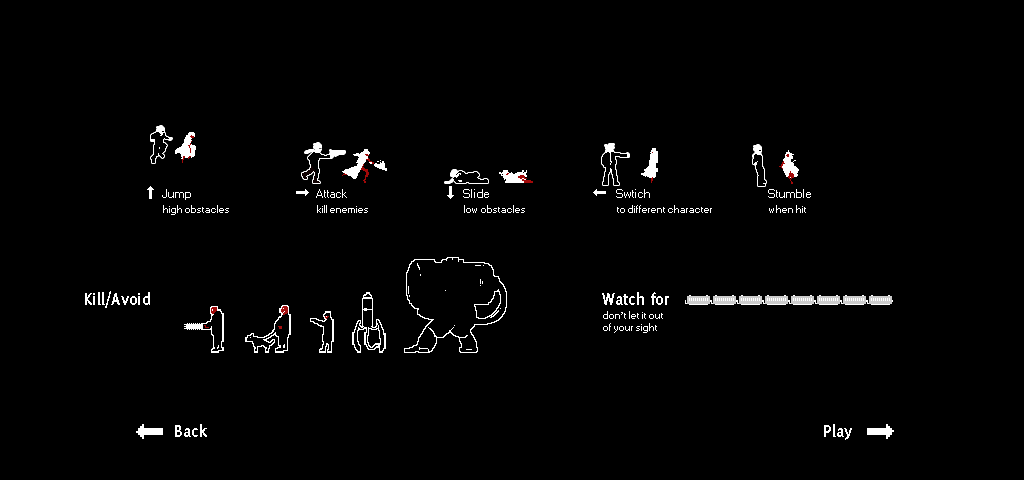 Jump
high obstacles
Attack
kill enemies
Slide
low obstacles
Swtich
to different character
Stumble
when hit
Kill/Avoid
Watch for
don't let it out
of your sight
Back
Play